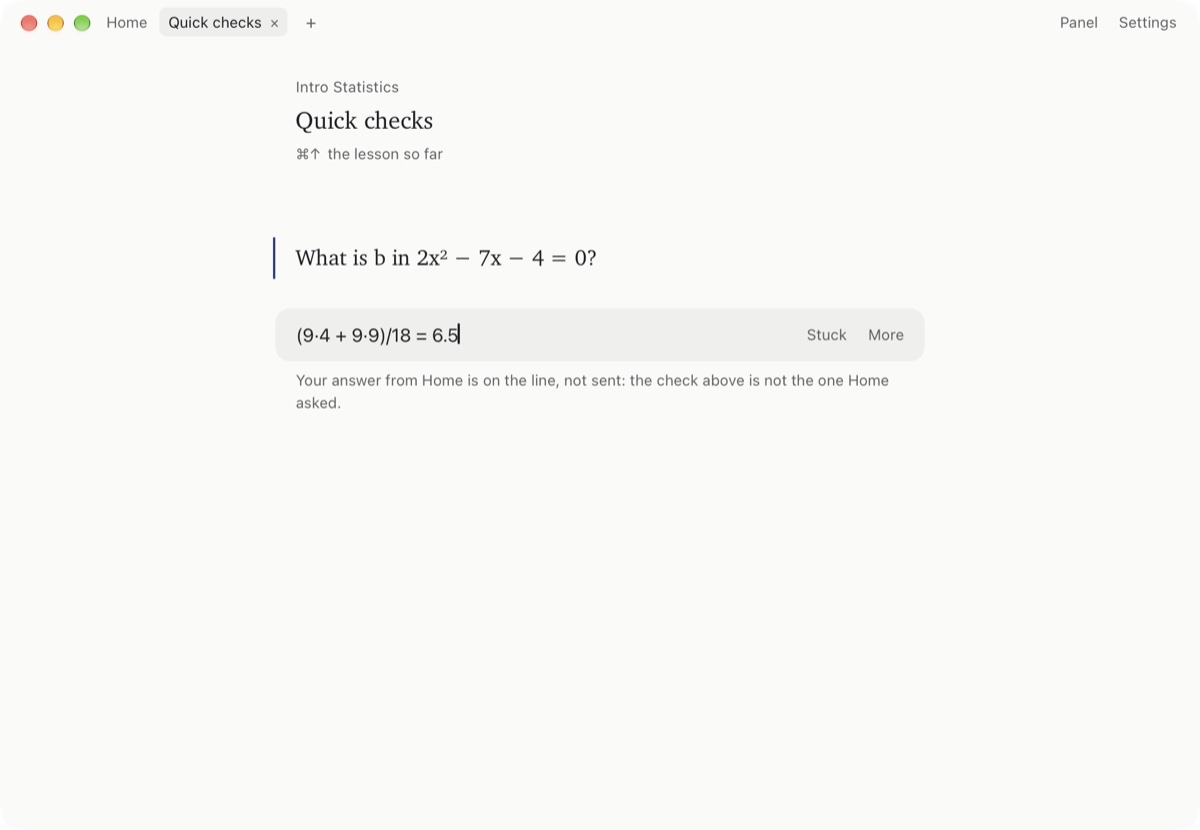 Home Quick checks × + Panel Settings
Intro Statistics
Quick checks
⌘↑ the lesson so far
What is b in 2x² − 7x − 4 = 0?
(9·4 + 9·9)/18 = 6.5 Stuck More
Your answer from Home is on the line, not sent: the check above is not the one Home
asked.